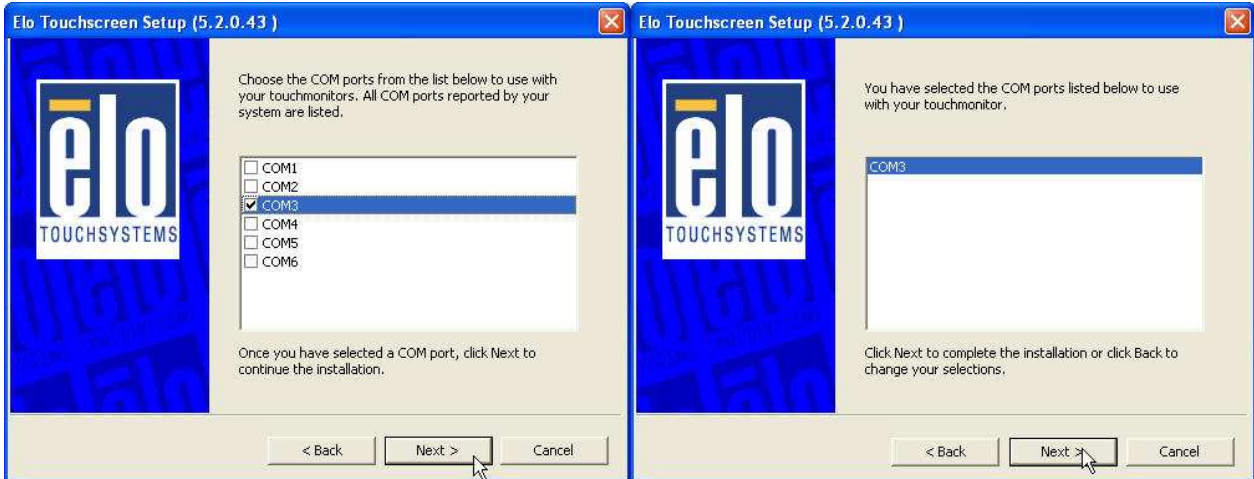 Elo Touchscreen Setup (5.2.0.43 )
ēlo
TOUCHSYSTEMS
Choose the COM ports from the list below to use with
your touchmonitors. All COM ports reported by your
system are listed.
COM1
COM2
COM3
COM4
COM5
COM6
Once you have selected a COM port, click Next to
continue the installation.
< Back
Next >
Cancel
Elo Touchscreen Setup (5.2.0.43 )
ēlo
TOUCHSYSTEMS
You have selected the COM ports listed below to use
with your touchmonitor.
COM3
Click Next to complete the installation or click Back to
change your selections.
< Back
Next >
Cancel